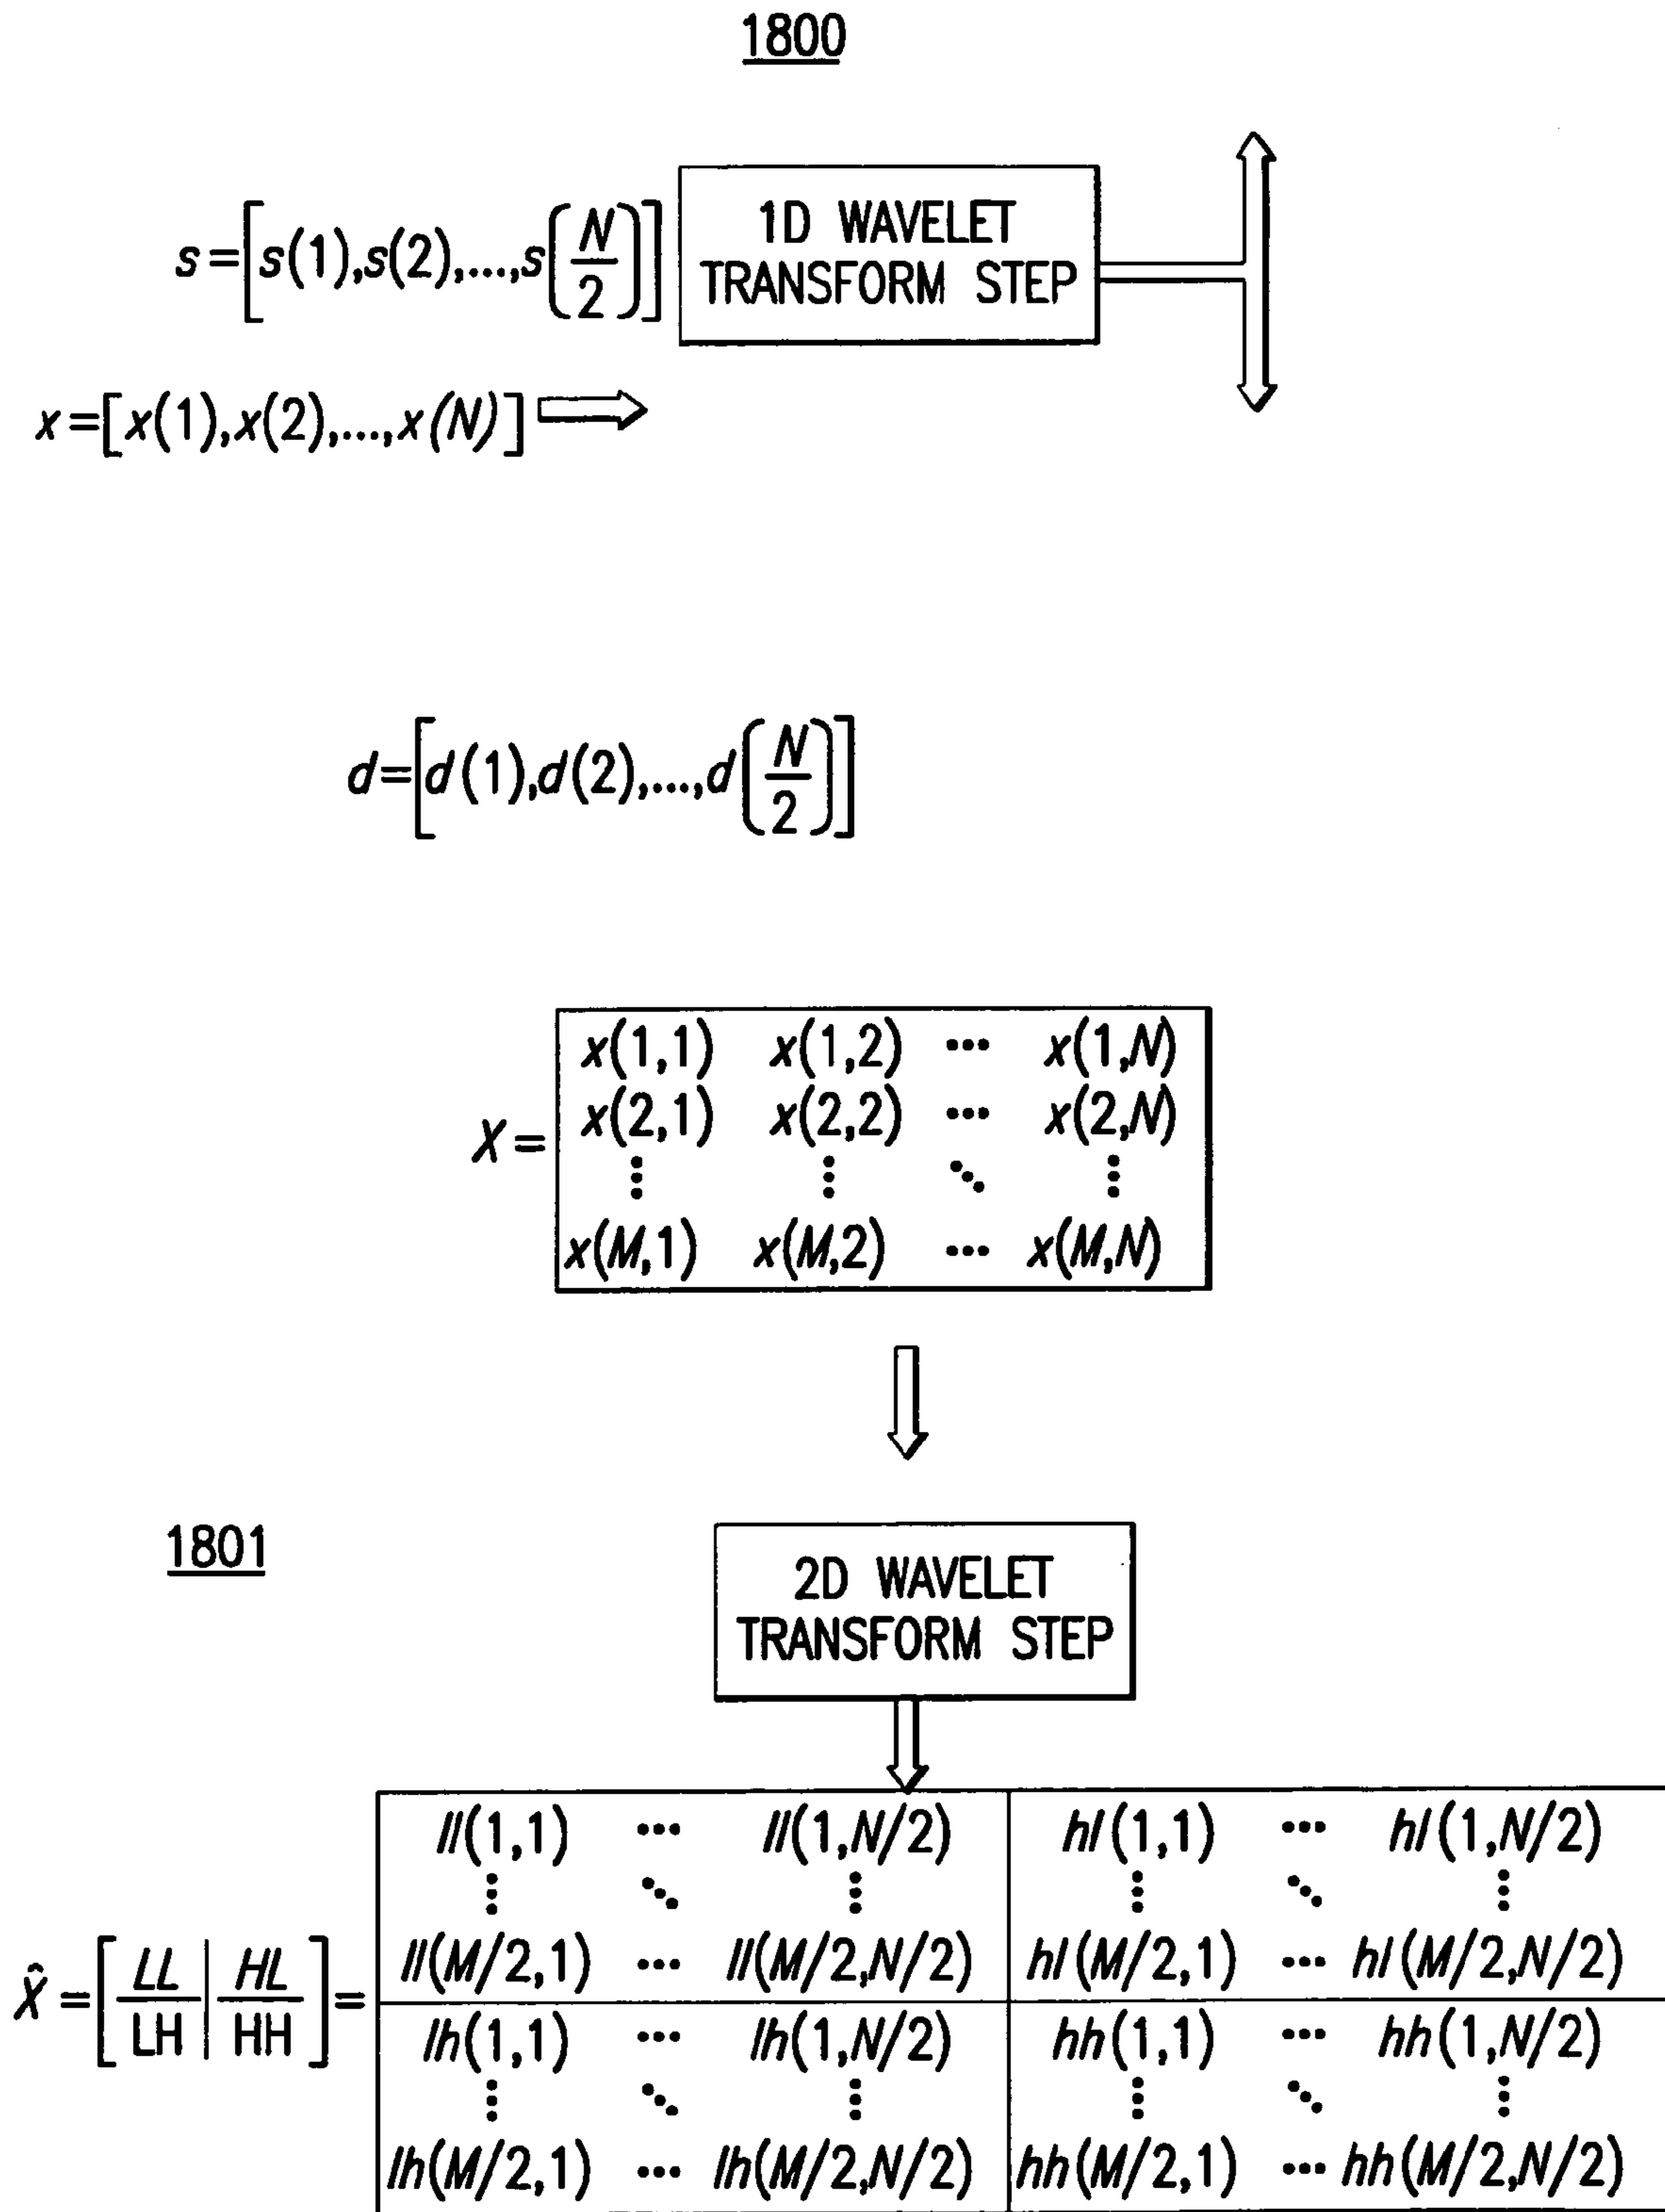 1800
s=[s(1),s(2),...,s(N/2)]
1D WAVELET
TRANSFORM STEP
x=[x(1),x(2),...,x(N)]
d=[d(1),d(2),...,d(N/2)]
X=
x(1,1) x(1,2) ... x(1,N)
x(2,1) x(2,2) ... x(2,N)
⋮ ⋮ ⋱ ⋮
x(M,1) x(M,2) ... x(M,N)
1801
2D WAVELET
TRANSFORM STEP
X̂=[LL|HL
LH|HH]=
ll(1,1) ... ll(1,N/2) hl(1,1) ... hl(1,N/2)
⋮ ⋱ ⋮ ⋮ ⋱ ⋮
ll(M/2,1) ... ll(M/2,N/2) hl(M/2,1) ... hl(M/2,N/2)
lh(1,1) ... lh(1,N/2) hh(1,1) ... hh(1,N/2)
⋮ ⋱ ⋮ ⋮ ⋱ ⋮
lh(M/2,1) ... lh(M/2,N/2) hh(M/2,1) ... hh(M/2,N/2)